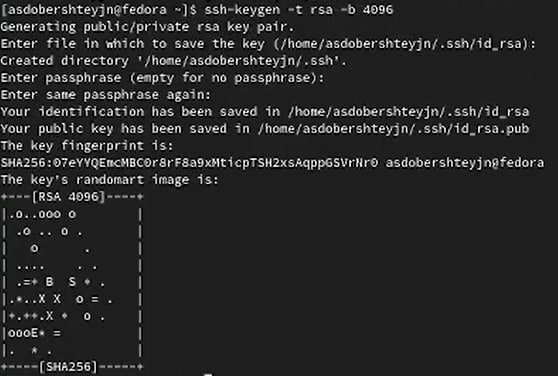 [asdobershteyjn@fedora ~]$ ssh-keygen -t rsa -b 4096
Generating public/private rsa key pair.
Enter file in which to save the key (/home/asdobershteyjn/.ssh/id_rsa):
Created directory '/home/asdobershteyjn/.ssh'.
Enter passphrase (empty for no passphrase):
Enter same passphrase again:
Your identification has been saved in /home/asdobershteyjn/.ssh/id_rsa
Your public key has been saved in /home/asdobershteyjn/.ssh/id_rsa.pub
The key fingerprint is:
SHA256:07eYYQEmcMBC0r8rF8a9xMticpTSH2xsAqppGSVrNr0 asdobershteyjn@fedora
The key's randomart image is:
+---[RSA 4096]----+
|.o..ooo o        |
| .o .. o .       |
|   o      .      |
| ....    . .     |
| .=+ B  S + .    |
|.*..X X  o = .   |
|+.++.X +  o .    |
|oooE* =          |
|.  * .           |
+----[SHA256]-----+